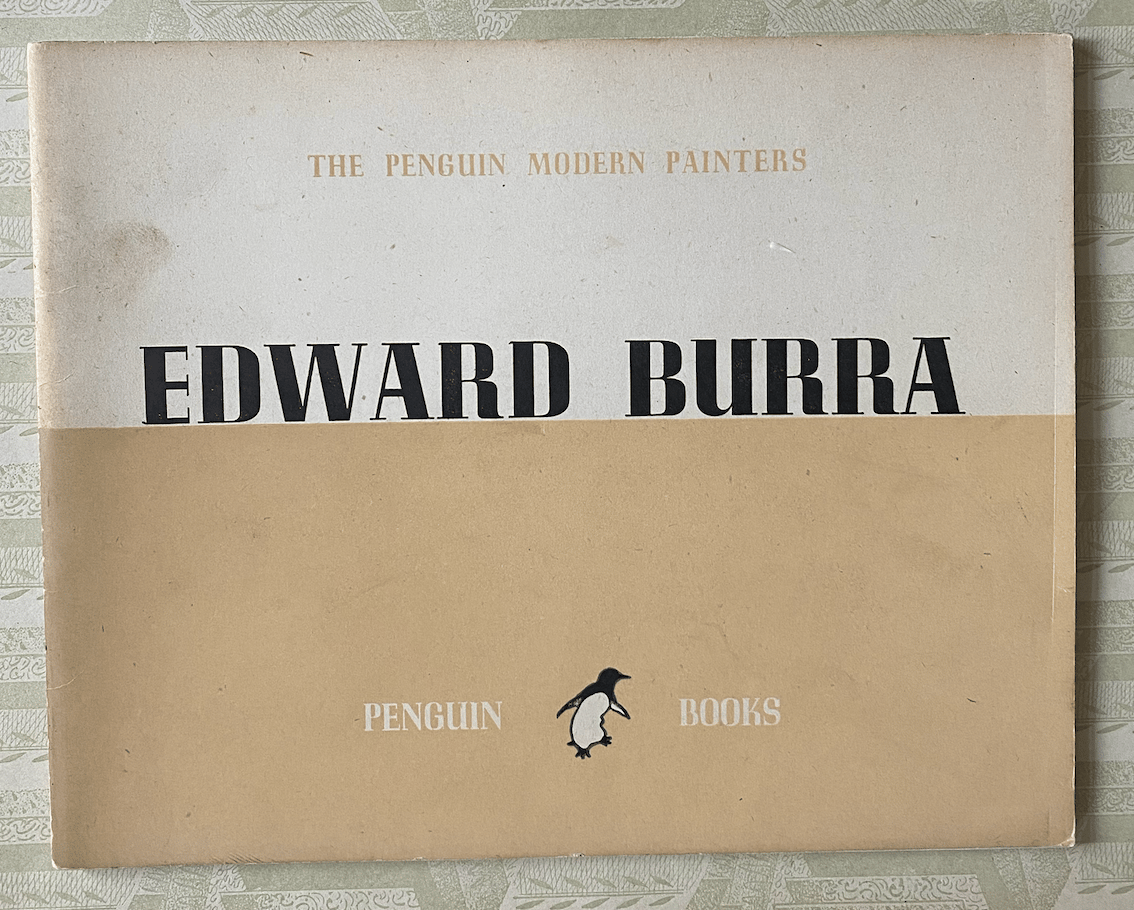 THE PENGUIN MODERN PAINTERS
EDWARD BURRA
PENGUIN BOOKS